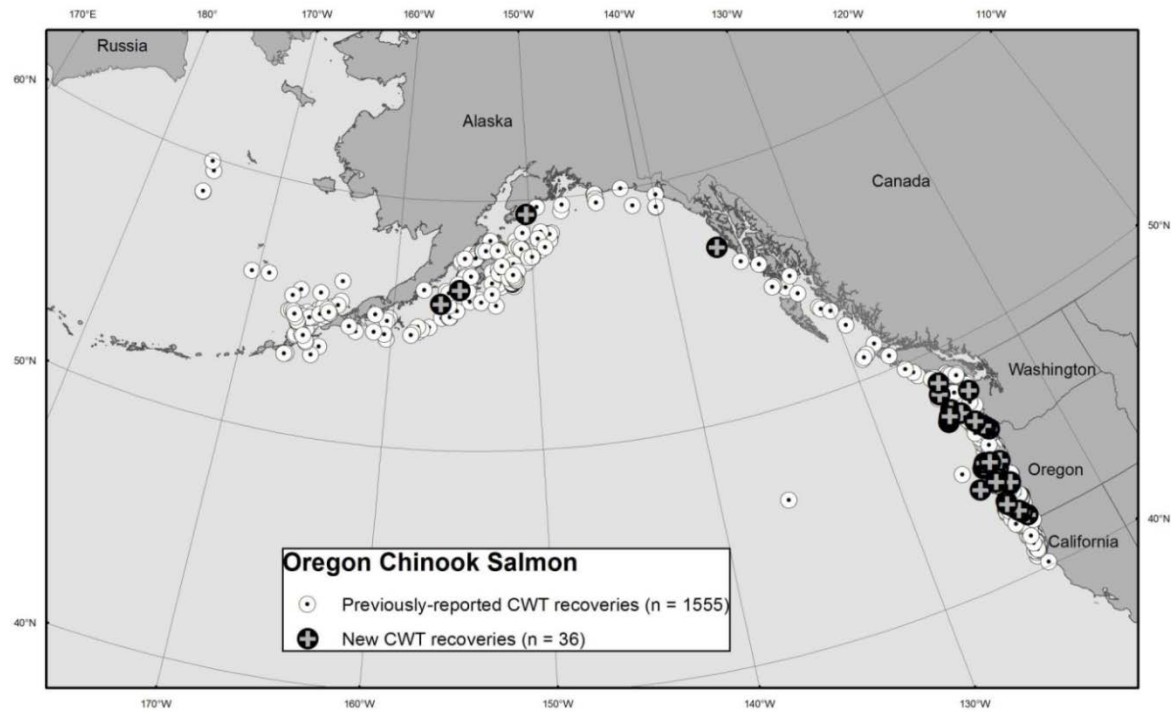 170°E 180° 170°W 160°W 150°W 140°W 130°W 120°W 110°W
Russia
60°N
Alaska
Canada
50°N
50°N
Washington
Oregon
40°N
California
Oregon Chinook Salmon
Previously-reported CWT recoveries (n = 1555)
40°N
New CWT recoveries (n = 36)
170°W 160°W 150°W 140°W 130°W